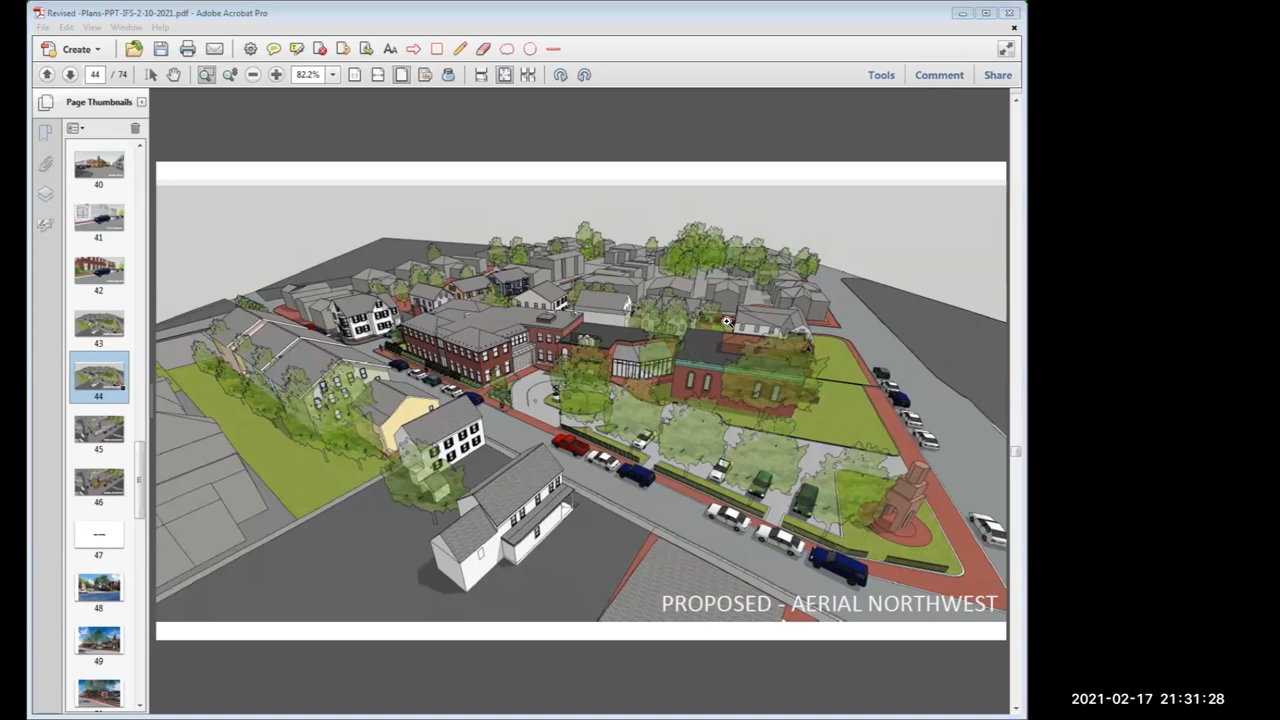 Revised -Plans-PPT-IFS-2-10-2021.pdf - Adobe Acrobat Pro
File Edit View Window Help
Create
44 / 74 82.2% Tools Comment Share
Page Thumbnails
40
41
42
43
44
45
46
47
48
49
PROPOSED - AERIAL NORTHWEST
2021-02-17 21:31:28